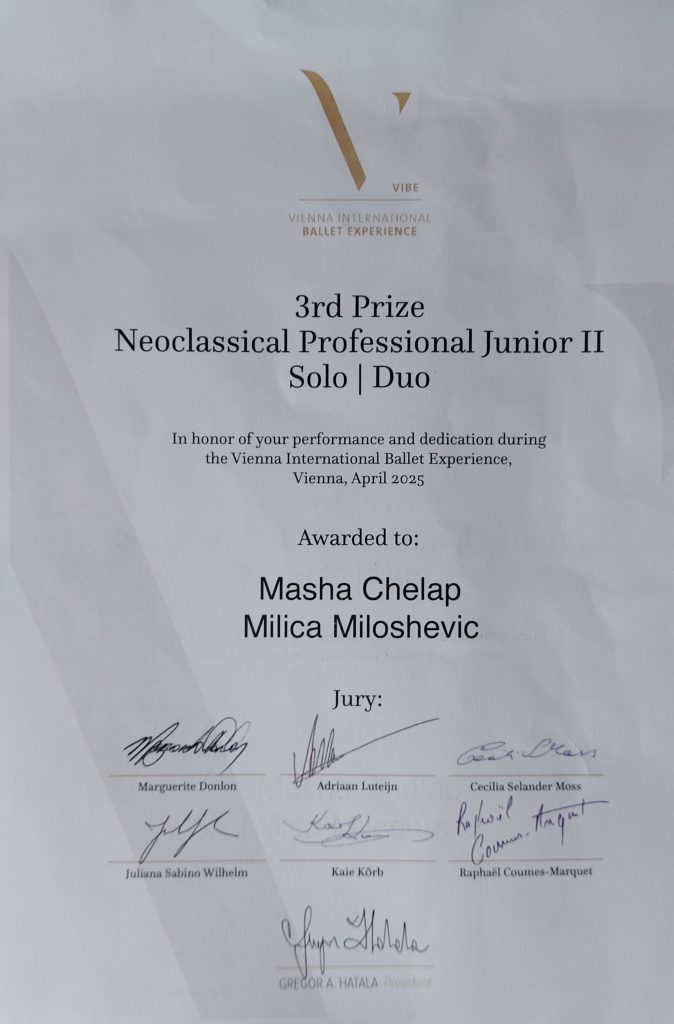 VIBE
VIENNA INTERNATIONAL
BALLET EXPERIENCE
3rd Prize
Neoclassical Professional Junior II
Solo | Duo
In honor of your performance and dedication during
the Vienna International Ballet Experience,
Vienna, April 2025
Awarded to:
Masha Chelap
Milica Miloshevic
Jury:
Marguerite Donlon
Adriaan Luteijn
Cecilia Selander Moss
Raphaël
Coumes-Marquet
Juliana Sabino Wilhelm
Kaie Kõrb
Raphaël Coumes-Marquet
GREGOR A. HATALA President